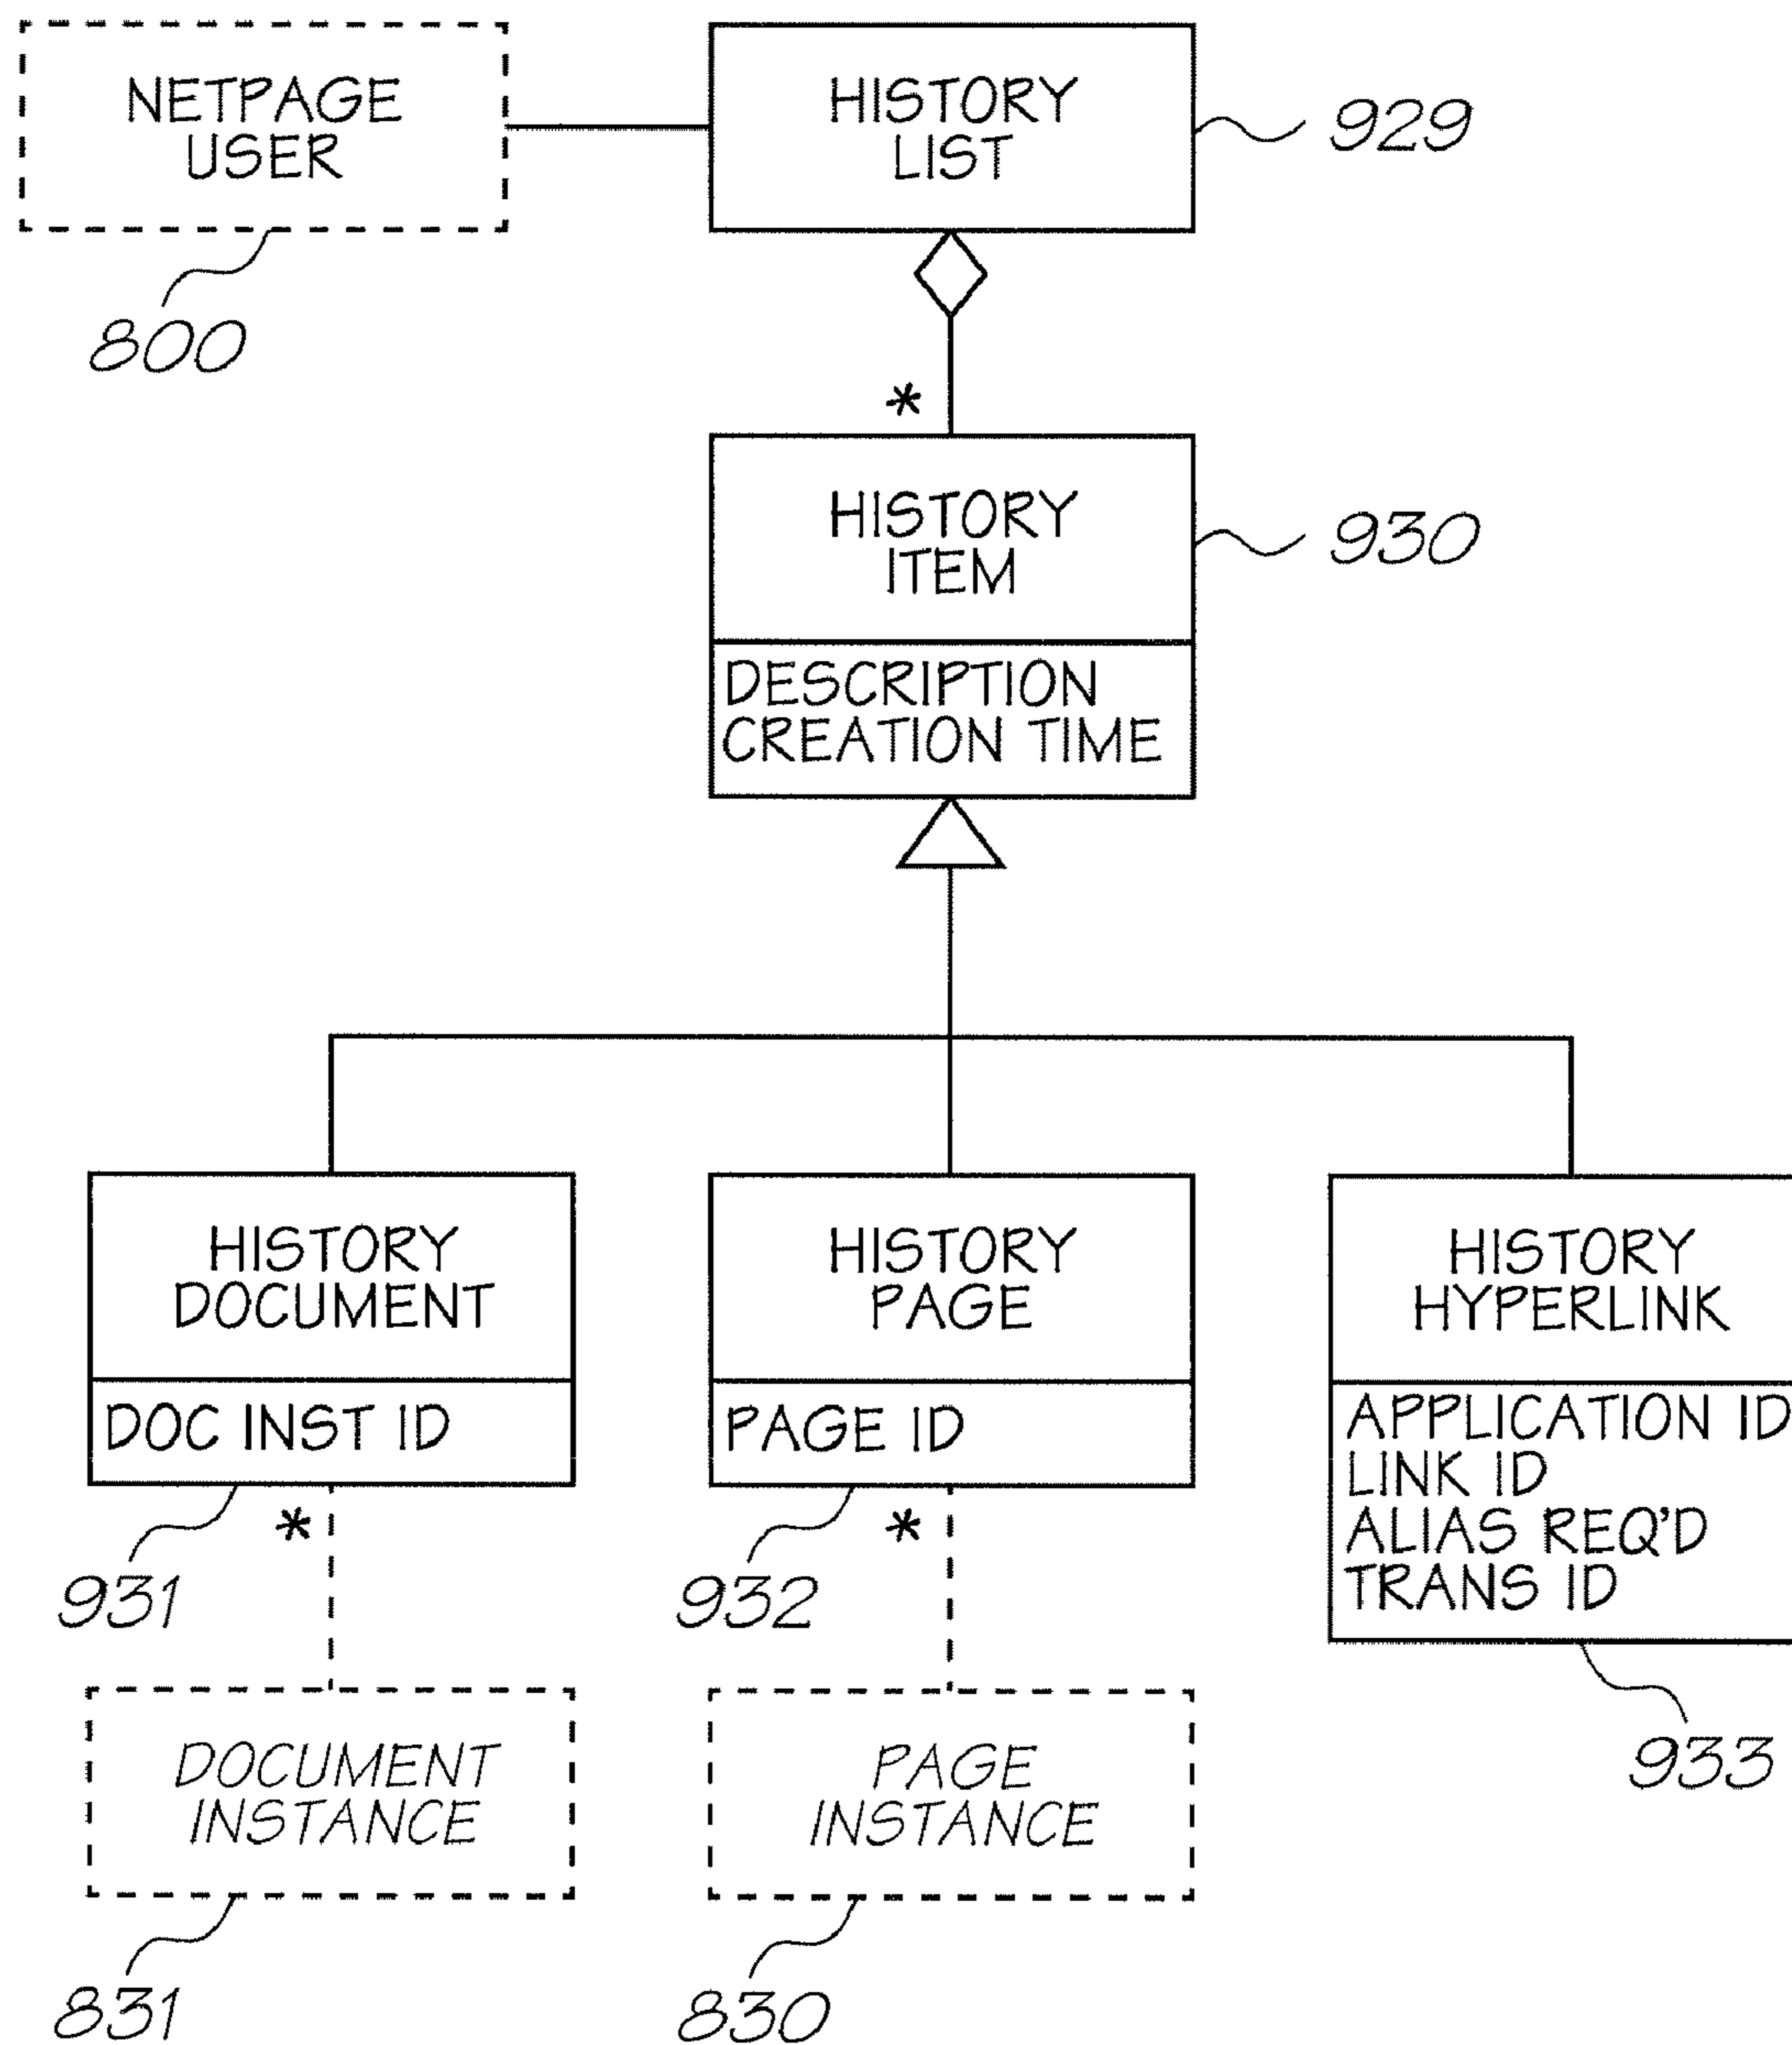 NETPAGE
USER
800
HISTORY
LIST
929
*
HISTORY
ITEM
930
DESCRIPTION
CREATION TIME
HISTORY
DOCUMENT
DOC INST ID
931
*
HISTORY
PAGE
PAGE ID
932
*
HISTORY
HYPERLINK
APPLICATION ID
LINK ID
ALIAS REQ'D
TRANS ID
933
DOCUMENT
INSTANCE
831
PAGE
INSTANCE
830